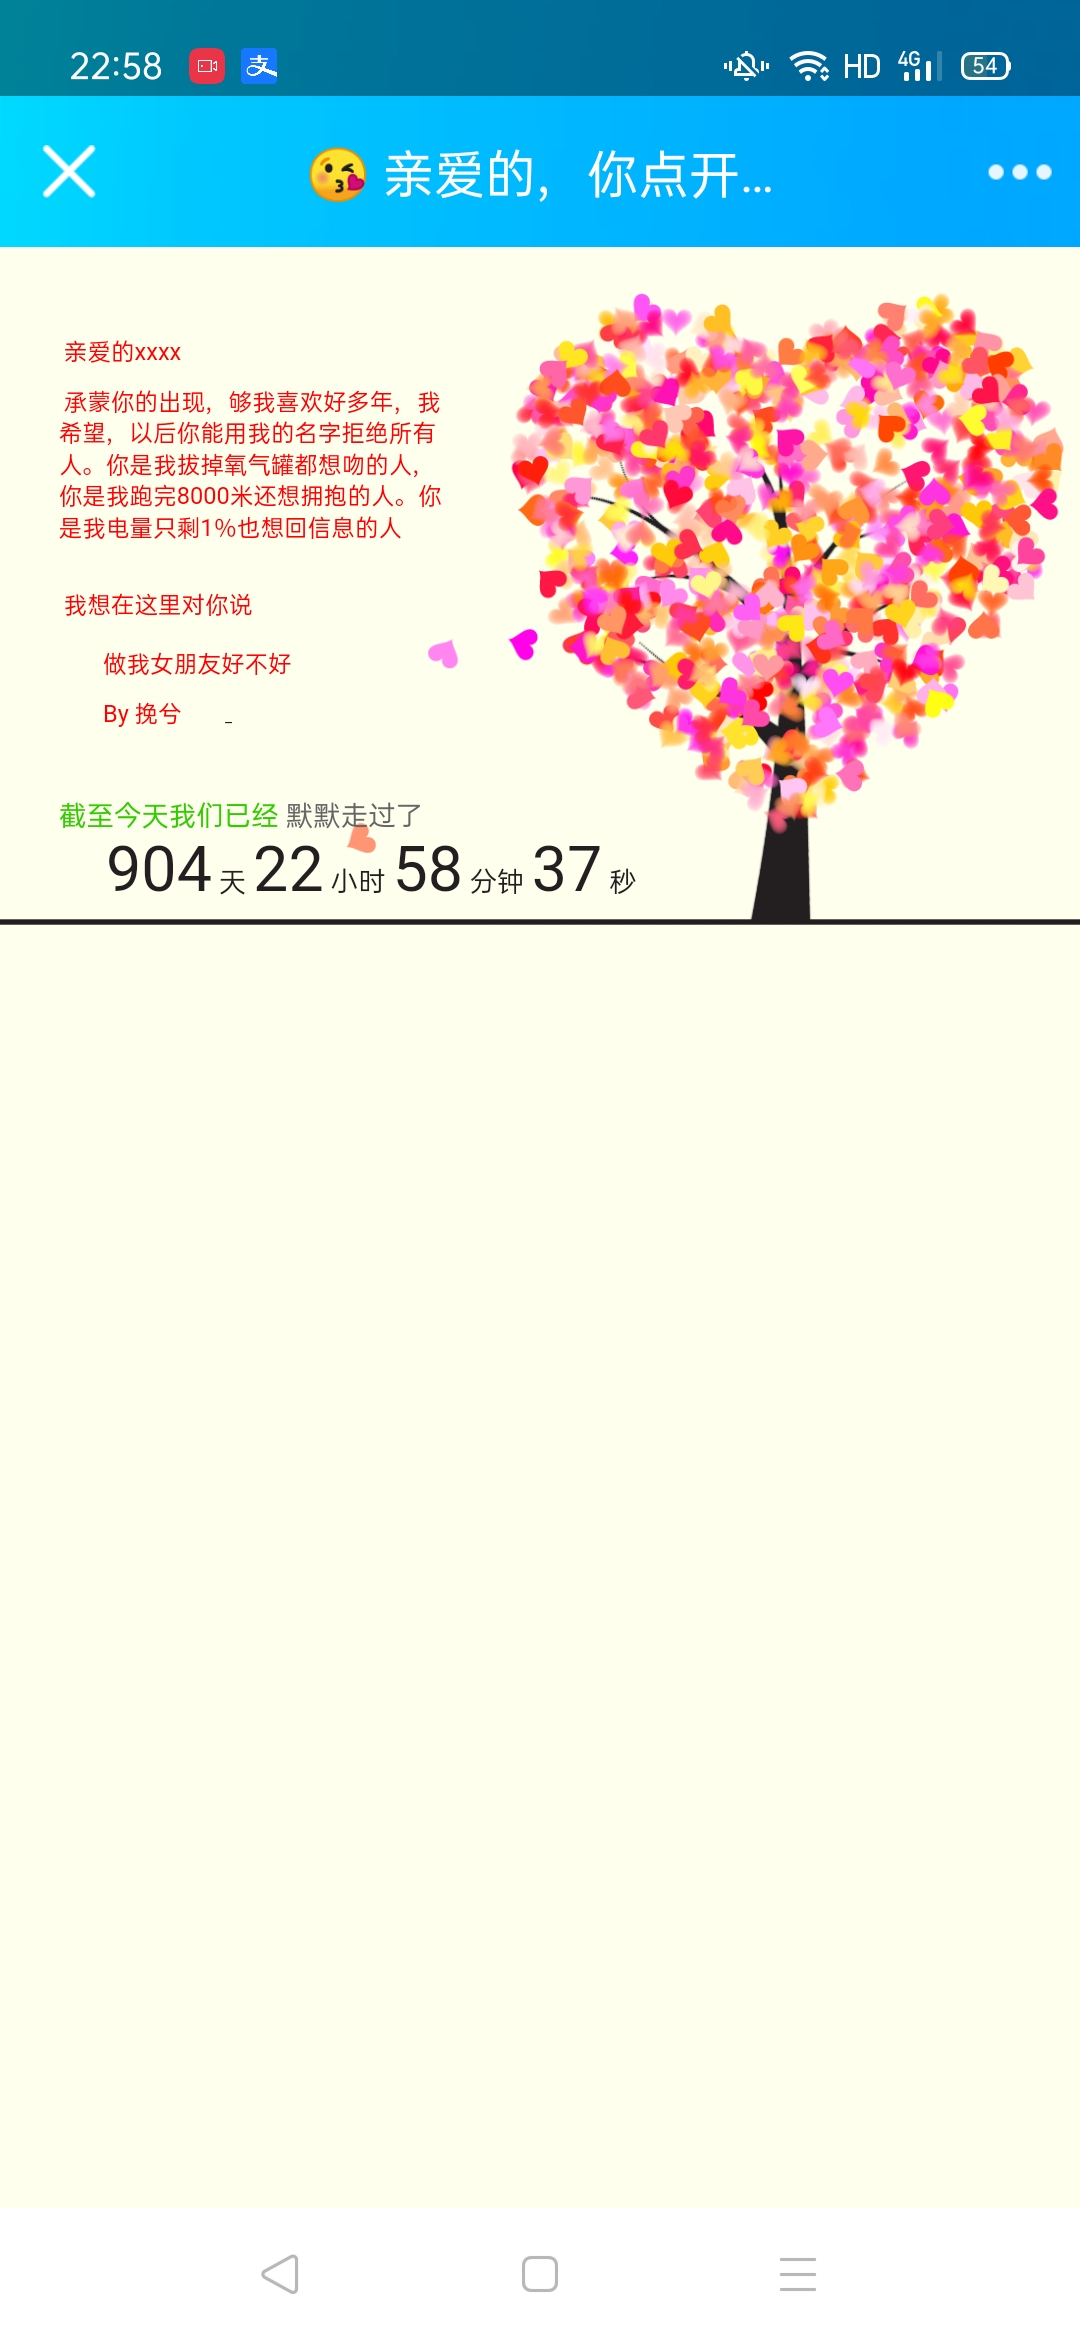 22:58
支
HD 4G 54
😘 亲爱的，你点开...
亲爱的xxxx
承蒙你的出现，够我喜欢好多年，我
希望，以后你能用我的名字拒绝所有
人。你是我拔掉氧气罐都想吻的人，
你是我跑完8000米还想拥抱的人。你
是我电量只剩1%也想回信息的人
我想在这里对你说
做我女朋友好不好
By 挽兮 _
截至今天我们已经 默默走过了
904 天 22 小时 58 分钟 37 秒